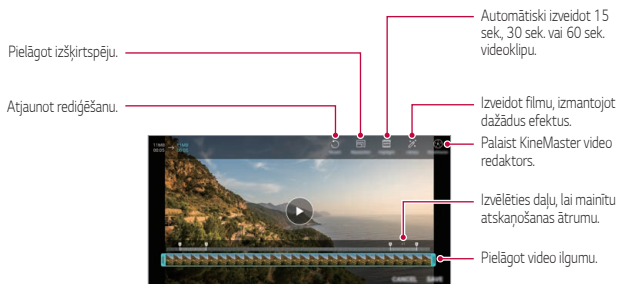 Pielāgot izšķirtspēju.
Atjaunot rediģēšanu.
Automātiski izveidot 15
sek., 30 sek. vai 60 sek.
videoklipu.
Izveidot filmu, izmantojot
dažādus efektus.
Palaist KineMaster video
redaktors.
Izvēlēties daļu, lai mainītu
atskaņošanas ātrumu.
Pielāgot video ilgumu.
CANCEL SAVE